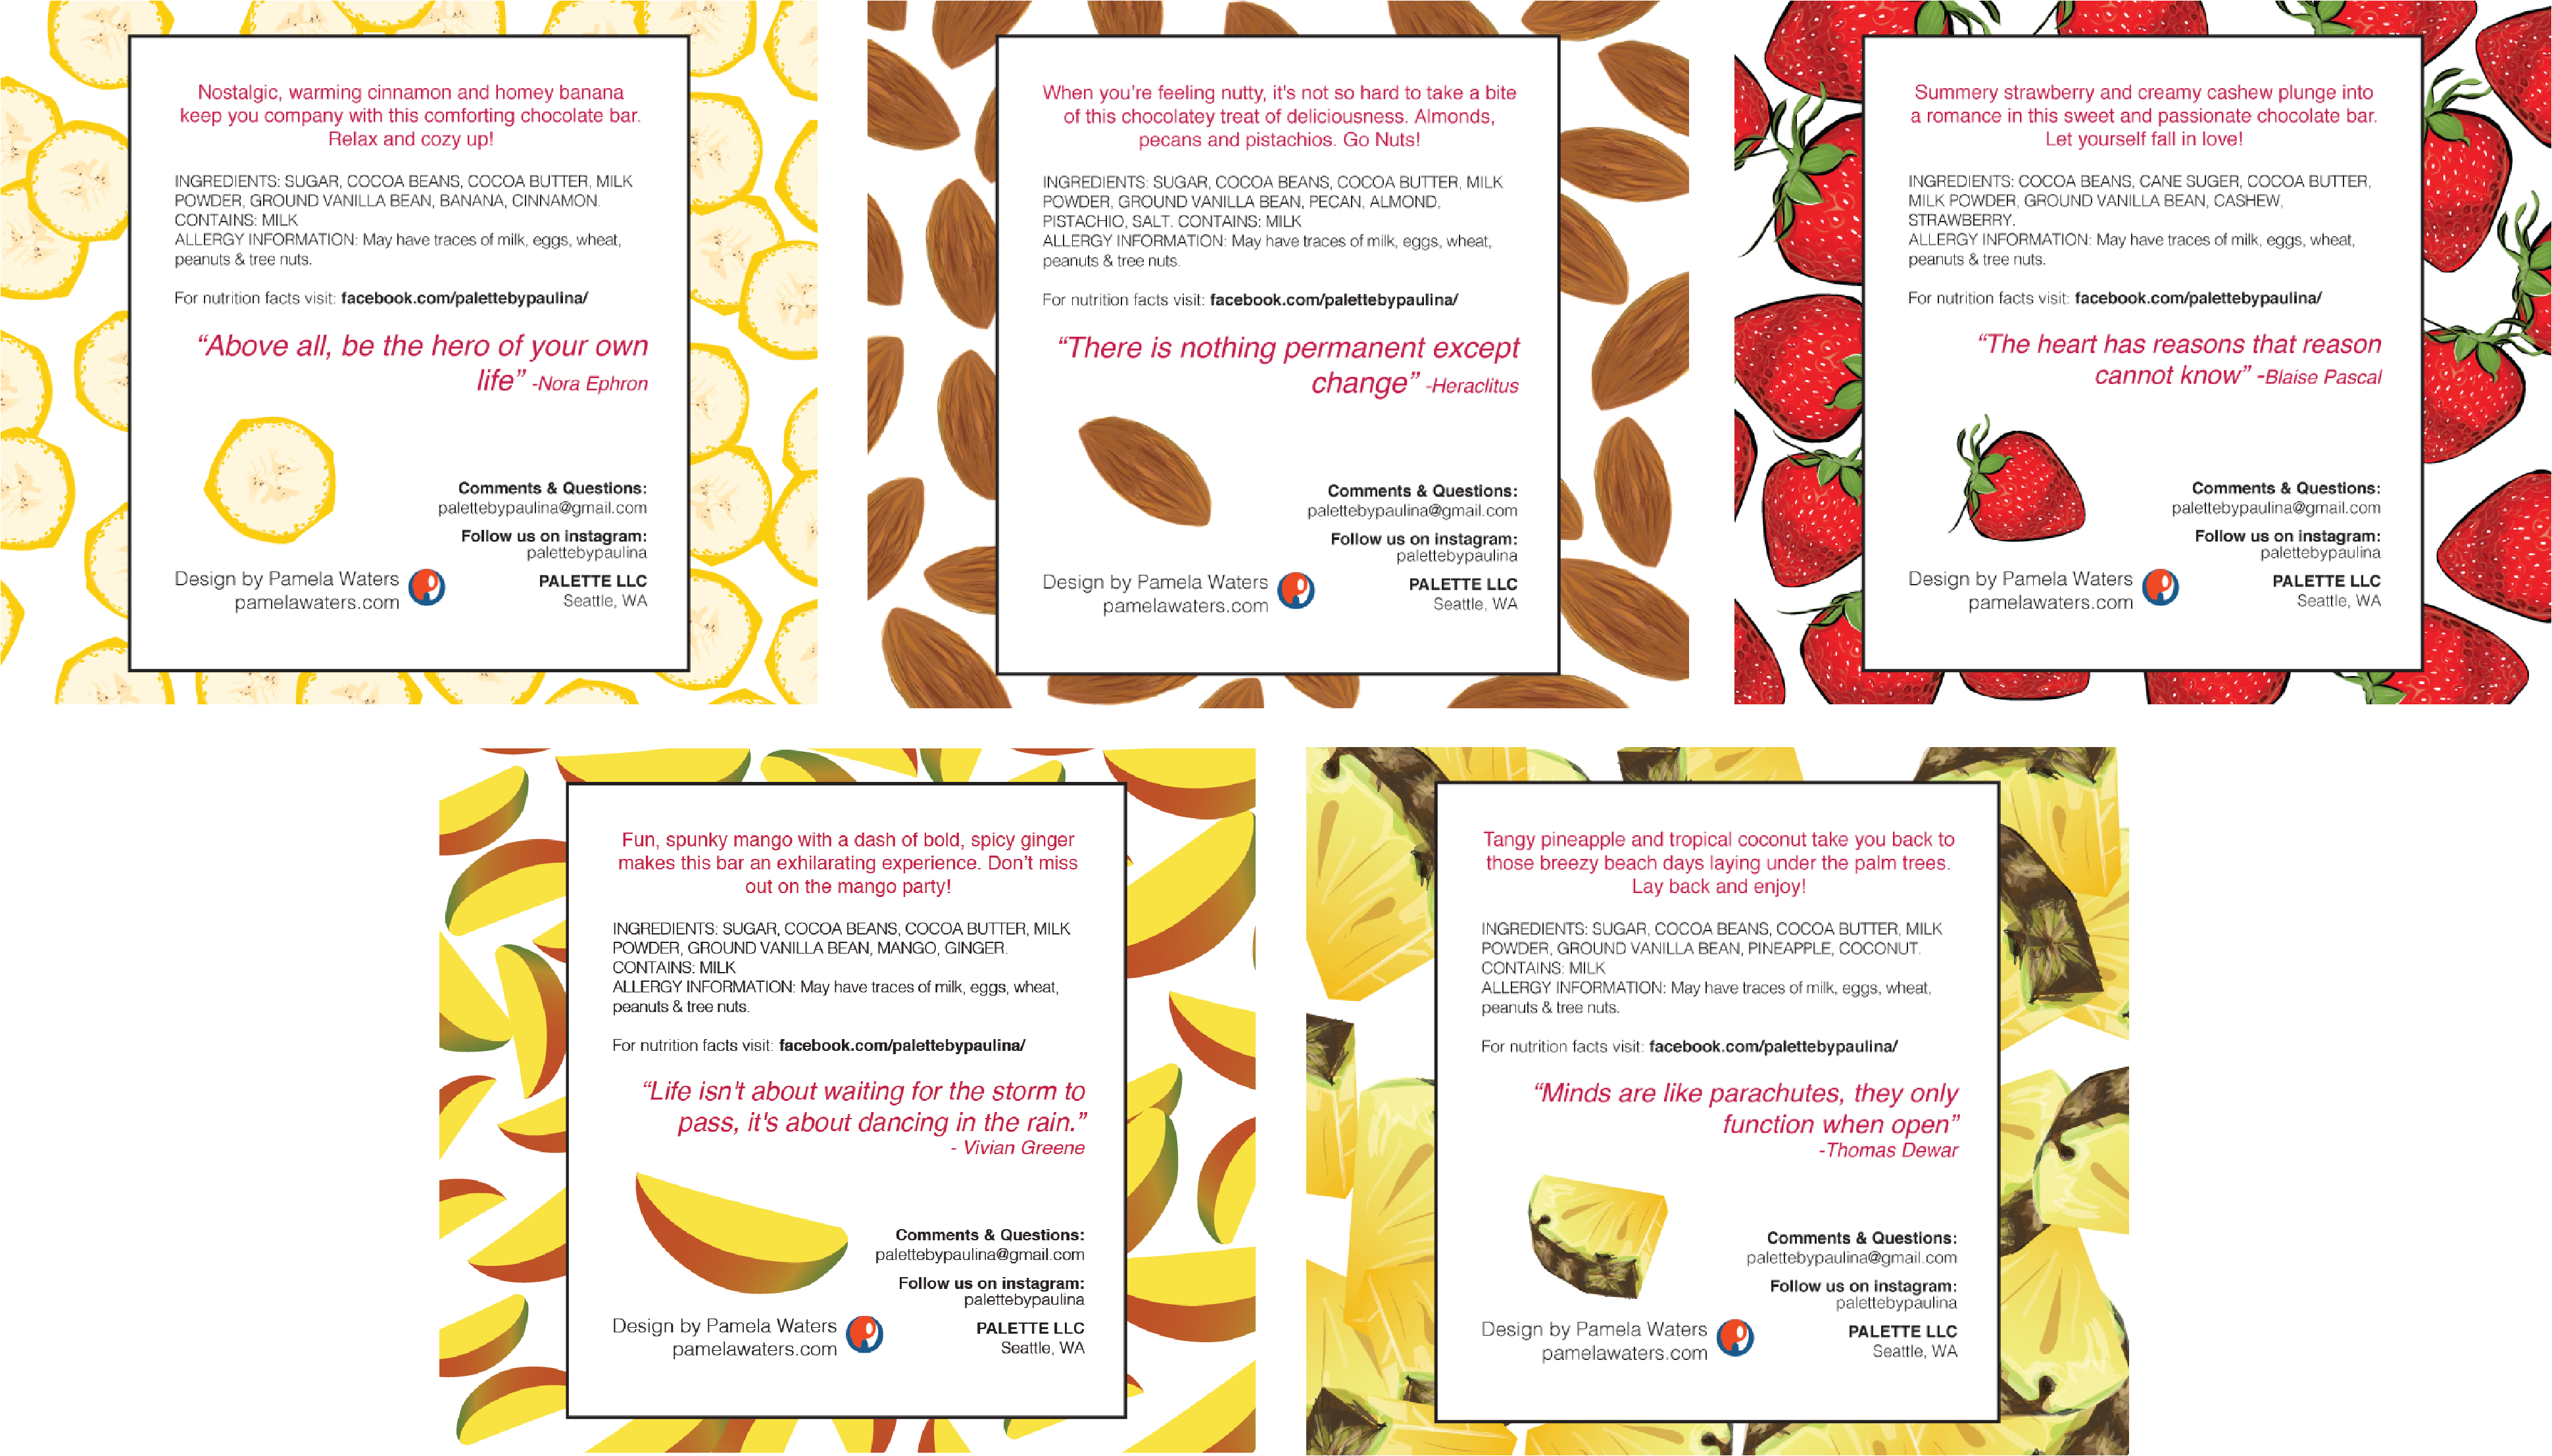 Nostalgic, warming cinnamon and homey banana
keep you company with this comforting chocolate bar.
Relax and cozy up!
INGREDIENTS: SUGAR, COCOA BEANS, COCOA BUTTER, MILK
POWDER, GROUND VANILLA BEAN, BANANA, CINNAMON.
CONTAINS: MILK
ALLERGY INFORMATION: May have traces of milk, eggs, wheat,
peanuts & tree nuts.
For nutrition facts visit: facebook.com/palettebypaulina/
“Above all, be the hero of your own
life” -Nora Ephron
Comments & Questions:
palettebypaulina@gmail.com
Follow us on instagram:
palettebypaulina
Design by Pamela Waters
pamelawaters.com
PALETTE LLC
Seattle, WA
When you're feeling nutty, it's not so hard to take a bite
of this chocolatey treat of deliciousness. Almonds,
pecans and pistachios. Go Nuts!
INGREDIENTS: SUGAR, COCOA BEANS, COCOA BUTTER, MILK
POWDER, GROUND VANILLA BEAN, PECAN, ALMOND,
PISTACHIO, SALT. CONTAINS: MILK
ALLERGY INFORMATION: May have traces of milk, eggs, wheat,
peanuts & tree nuts.
For nutrition facts visit: facebook.com/palettebypaulina/
“There is nothing permanent except
change” -Heraclitus
Comments & Questions:
palettebypaulina@gmail.com
Follow us on instagram:
palettebypaulina
Design by Pamela Waters
pamelawaters.com
PALETTE LLC
Seattle, WA
Summery strawberry and creamy cashew plunge into
a romance in this sweet and passionate chocolate bar.
Let yourself fall in love!
INGREDIENTS: COCOA BEANS, CANE SUGER, COCOA BUTTER,
MILK POWDER, GROUND VANILLA BEAN, CASHEW,
STRAWBERRY.
ALLERGY INFORMATION: May have traces of milk, eggs, wheat,
peanuts & tree nuts.
For nutrition facts visit: facebook.com/palettebypaulina/
“The heart has reasons that reason
cannot know” -Blaise Pascal
Comments & Questions:
palettebypaulina@gmail.com
Follow us on instagram:
palettebypaulina
Design by Pamela Waters
pamelawaters.com
PALETTE LLC
Seattle, WA
Fun, spunky mango with a dash of bold, spicy ginger
makes this bar an exhilarating experience. Don't miss
out on the mango party!
INGREDIENTS: SUGAR, COCOA BEANS, COCOA BUTTER, MILK
POWDER, GROUND VANILLA BEAN, MANGO, GINGER.
CONTAINS: MILK
ALLERGY INFORMATION: May have traces of milk, eggs, wheat,
peanuts & tree nuts.
For nutrition facts visit: facebook.com/palettebypaulina/
“Life isn't about waiting for the storm to
pass, it's about dancing in the rain.”
- Vivian Greene
Comments & Questions:
palettebypaulina@gmail.com
Follow us on instagram:
palettebypaulina
Design by Pamela Waters
pamelawaters.com
PALETTE LLC
Seattle, WA
Tangy pineapple and tropical coconut take you back to
those breezy beach days laying under the palm trees.
Lay back and enjoy!
INGREDIENTS: SUGAR, COCOA BEANS, COCOA BUTTER, MILK
POWDER, GROUND VANILLA BEAN, PINEAPPLE, COCONUT.
CONTAINS: MILK
ALLERGY INFORMATION: May have traces of milk, eggs, wheat,
peanuts & tree nuts.
For nutrition facts visit: facebook.com/palettebypaulina/
“Minds are like parachutes, they only
function when open”
-Thomas Dewar
Comments & Questions:
palettebypaulina@gmail.com
Follow us on instagram:
palettebypaulina
Design by Pamela Waters
pamelawaters.com
PALETTE LLC
Seattle, WA